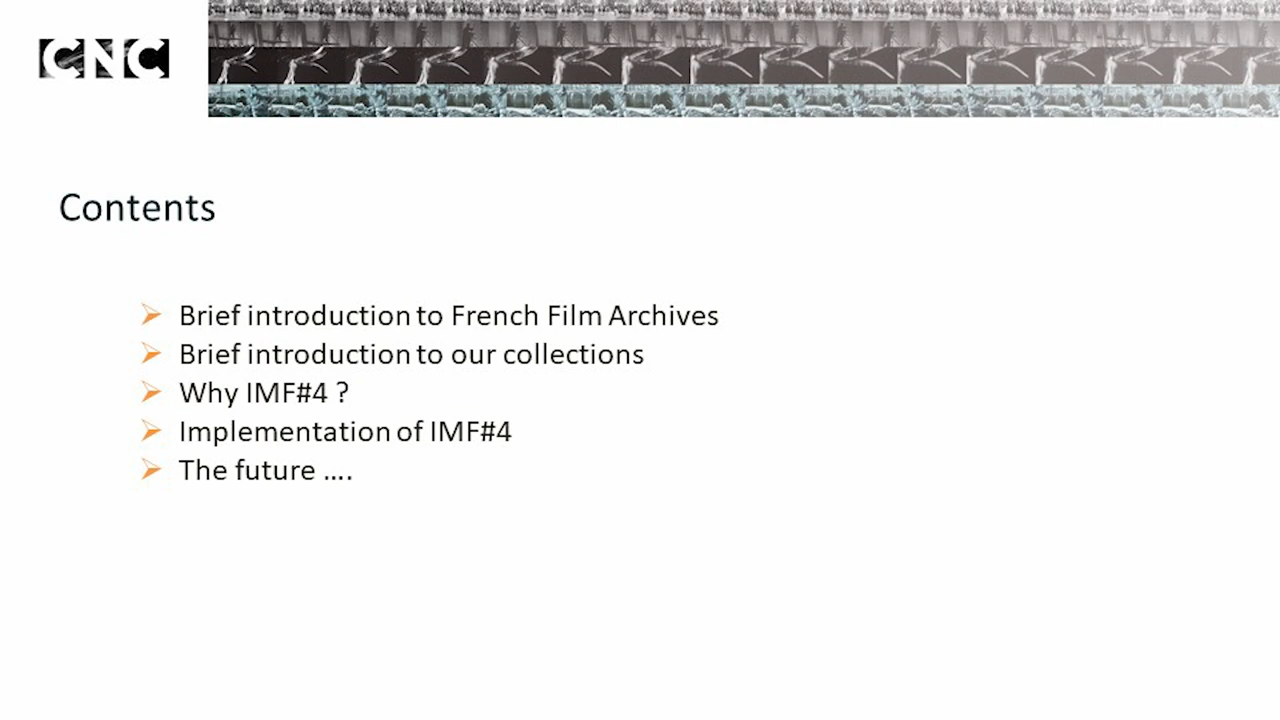 CNC
Contents
Brief introduction to French Film Archives
Brief introduction to our collections
Why IMF#4 ?
Implementation of IMF#4
The future ....